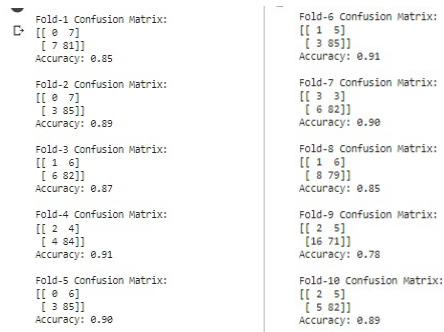 Fold-1 Confusion Matrix:
[[ 0 7]
[ 7 81]]
Accuracy: 0.85
Fold-2 Confusion Matrix:
[[ 0 7]
[ 3 85]]
Accuracy: 0.89
Fold-3 Confusion Matrix:
[[ 1 6]
[ 6 82]]
Accuracy: 0.87
Fold-4 Confusion Matrix:
[[ 2 4]
[ 4 84]]
Accuracy: 0.91
Fold-5 Confusion Matrix:
[[ 0 6]
[ 3 85]]
Accuracy: 0.90
Fold-6 Confusion Matrix:
[[ 1 5]
[ 3 85]]
Accuracy: 0.91
Fold-7 Confusion Matrix:
[[ 3 3]
[ 6 82]]
Accuracy: 0.90
Fold-8 Confusion Matrix:
[[ 1 6]
[ 8 79]]
Accuracy: 0.85
Fold-9 Confusion Matrix:
[[ 2 5]
[16 71]]
Accuracy: 0.78
Fold-10 Confusion Matrix:
[[ 2 5]
[ 5 82]]
Accuracy: 0.89